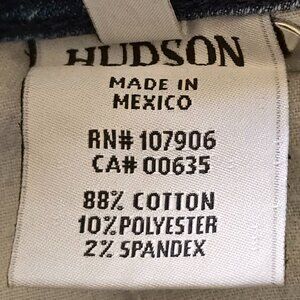 HUDSON
MADE IN
MEXICO
RN# 107906
CA# 00635
88% COTTON
10% POLYESTER
2% SPANDEX